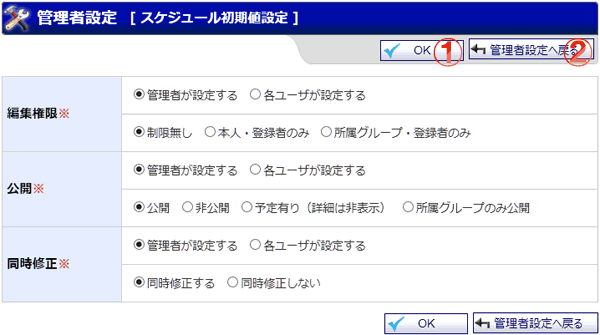 管理者設定 [ スケジュール初期値設定 ]
OK ① 管理者設定へ戻る ②
編集権限※
管理者が設定する 各ユーザが設定する
制限無し 本人・登録者のみ 所属グループ・登録者のみ
公開※
管理者が設定する 各ユーザが設定する
公開 非公開 予定有り（詳細は非表示） 所属グループのみ公開
同時修正※
管理者が設定する 各ユーザが設定する
同時修正する 同時修正しない
OK 管理者設定へ戻る